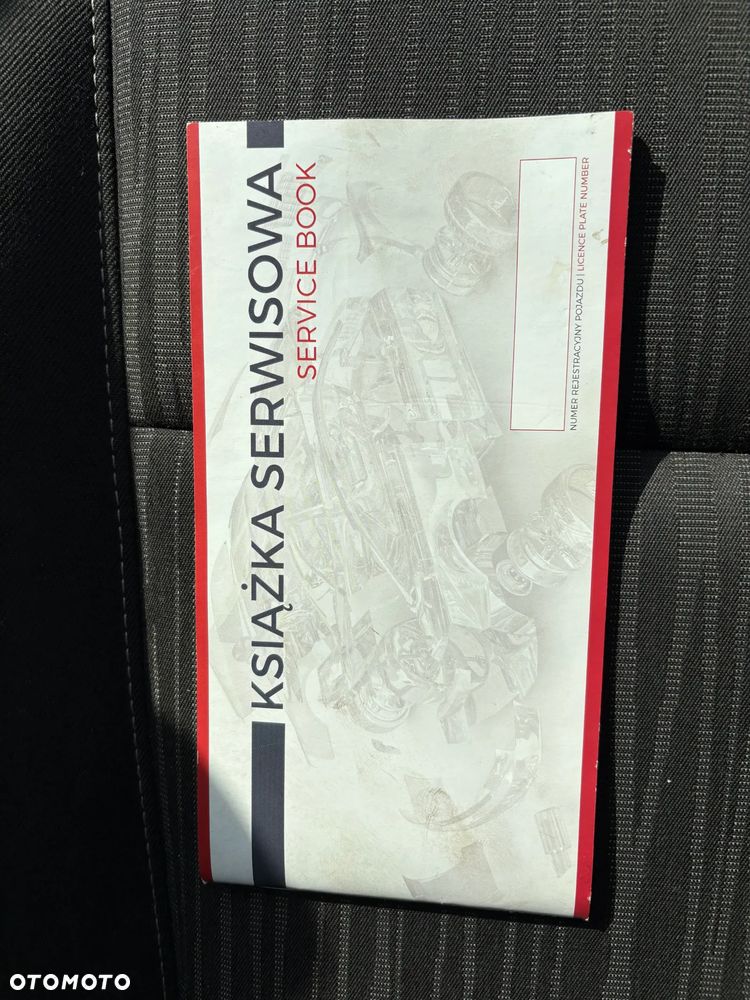 KSIĄŻKA SERWISOWA
SERVICE BOOK
NUMER REJESTRACYJNY POJAZDU | LICENCE PLATE NUMBER
OTOMOTO